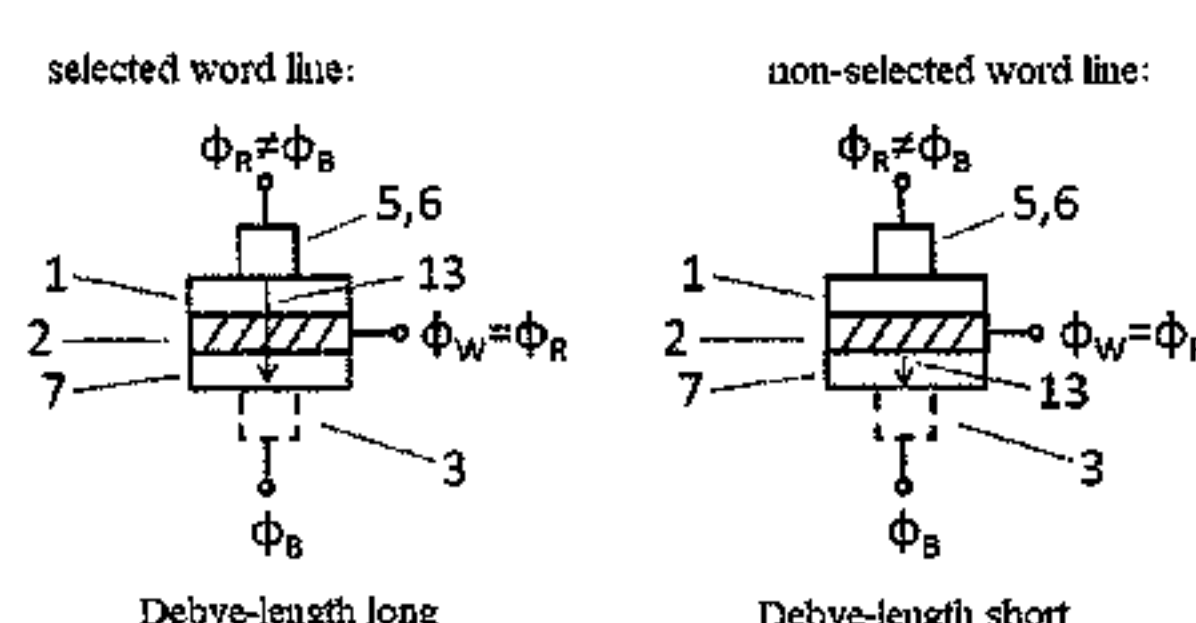 selected word line:
non-selected word line:
ϕR≠ϕB
ϕR≠ϕB
5,6
5,6
1
13
1
2
ϕW=ϕR
2
ϕW=ϕ
7
7
13
3
3
ϕB
ϕB
Debye-length long
Debye-length short